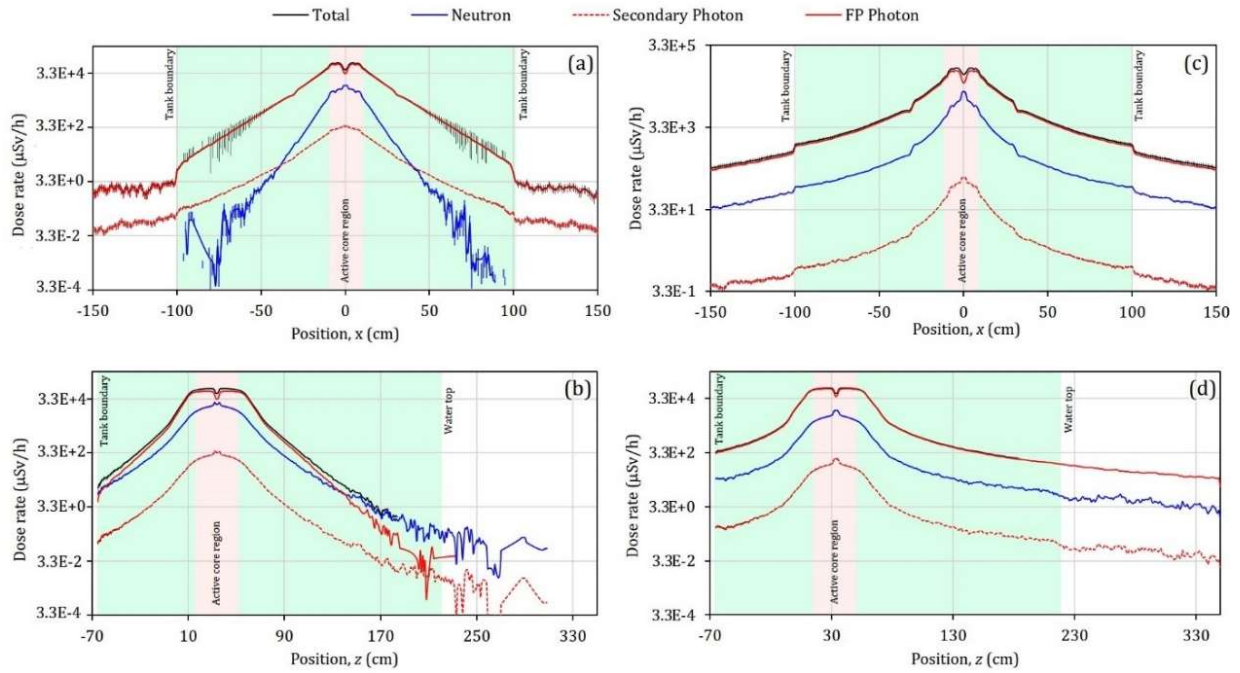 Total Neutron Secondary Photon FP Photon
(a)
Dose rate (µSv/h)
3.3E+4
3.3E+2
3.3E+0
3.3E-2
3.3E-4
Tank boundary
Active core region
Tank boundary
-150 -100 -50 0 50 100 150
Position, x (cm)
(c)
Dose rate (µSv/h)
3.3E+5
3.3E+3
3.3E+1
3.3E-1
Tank boundary
Active core region
Tank boundary
-150 -100 -50 0 50 100 150
Position, x (cm)
(b)
Dose rate (µSv/h)
3.3E+4
3.3E+2
3.3E+0
3.3E-2
3.3E-4
Tank boundary
Active core region
Water top
-70 10 90 170 250 330
Position, z (cm)
(d)
Dose rate (µSv/h)
3.3E+4
3.3E+2
3.3E+0
3.3E-2
3.3E-4
Tank boundary
Active core region
Water top
-70 30 130 230 330
Position, z (cm)